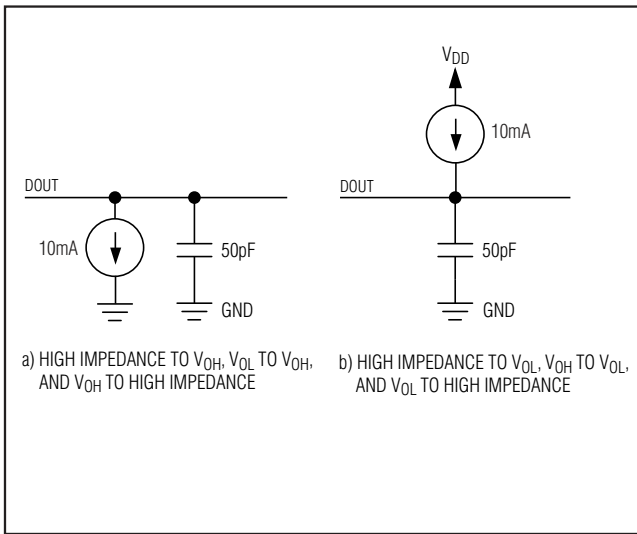 DOUT
10mA
50pF
GND
a) HIGH IMPEDANCE TO VOH, VOL TO VOH,
AND VOH TO HIGH IMPEDANCE
VDD
10mA
DOUT
50pF
GND
b) HIGH IMPEDANCE TO VOL, VOH TO VOL,
AND VOL TO HIGH IMPEDANCE